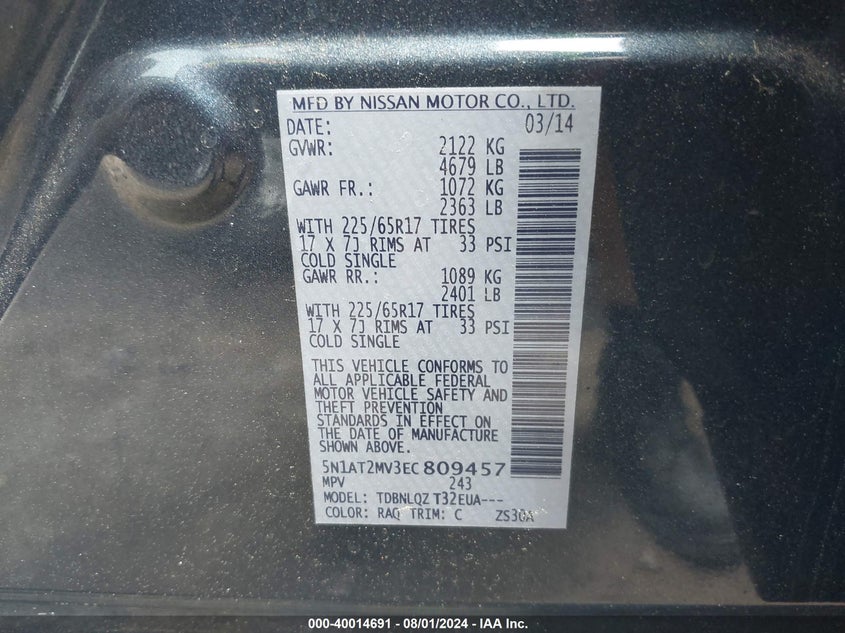 MFD BY NISSAN MOTOR CO., LTD.
DATE: 03/14
GVWR: 2122 KG
4679 LB
GAWR FR.: 1072 KG
2363 LB
WITH 225/65R17 TIRES
17 X 7J RIMS AT 33 PSI
COLD SINGLE
GAWR RR.: 1089 KG
2401 LB
WITH 225/65R17 TIRES
17 X 7J RIMS AT 33 PSI
COLD SINGLE
THIS VEHICLE CONFORMS TO
ALL APPLICABLE FEDERAL
MOTOR VEHICLE SAFETY AND
THEFT PREVENTION
STANDARDS IN EFFECT ON
THE DATE OF MANUFACTURE
SHOWN ABOVE.
5N1AT2MV3EC809457
MPV 243
MODEL: TDBNLQZ T32EUA---
COLOR: RAQ TRIM: C ZS30A
000-40014691 - 08/01/2024 - IAA Inc.